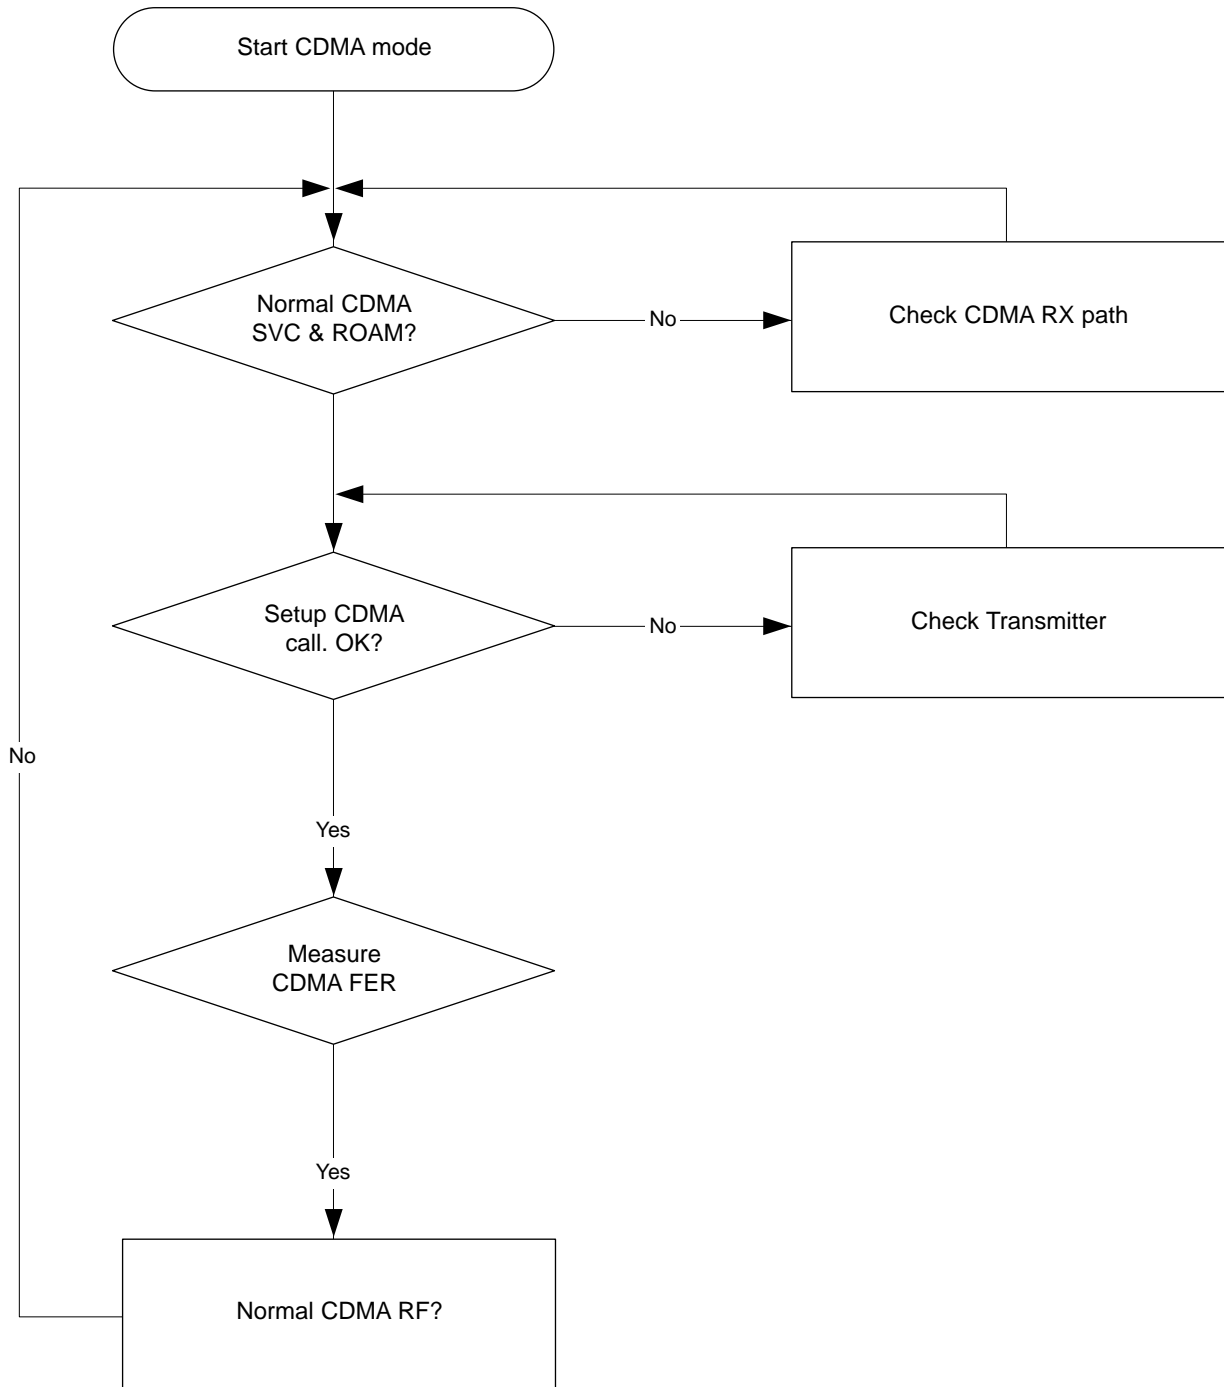 Start CDMA mode
Normal CDMA
SVC & ROAM?
No
Check CDMA RX path
Setup CDMA
call. OK?
No
Check Transmitter
No
Yes
Measure
CDMA FER
Yes
Normal CDMA RF?